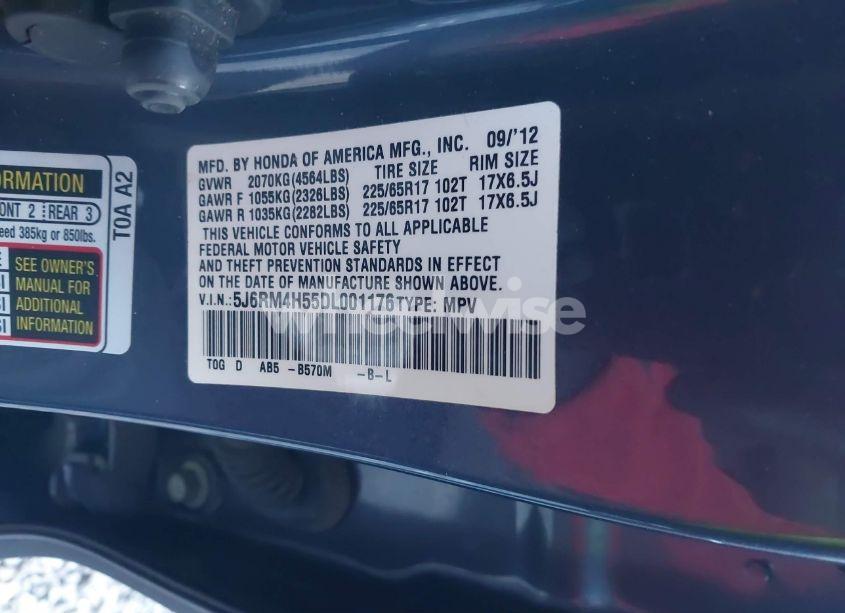 MFD. BY HONDA OF AMERICA MFG., INC. 09/'12
GVWR 2070KG(4564LBS) TIRE SIZE RIM SIZE
GAWR F 1055KG(2326LBS) 225/65R17 102T 17X6.5J
GAWR R 1035KG(2282LBS) 225/65R17 102T 17X6.5J
THIS VEHICLE CONFORMS TO ALL APPLICABLE
FEDERAL MOTOR VEHICLE SAFETY
AND THEFT PREVENTION STANDARDS IN EFFECT
ON THE DATE OF MANUFACTURE SHOWN ABOVE.
V.I.N.:5J6RM4H55DL001176 TYPE: MPV
TOG D AB5 -B570M -B-L
wheelwise
ORMATION
ONT 2 REAR 3
eed 385kg or 850lbs.
SEE OWNER'S
MANUAL FOR
ADDITIONAL
INFORMATION
T0A A2